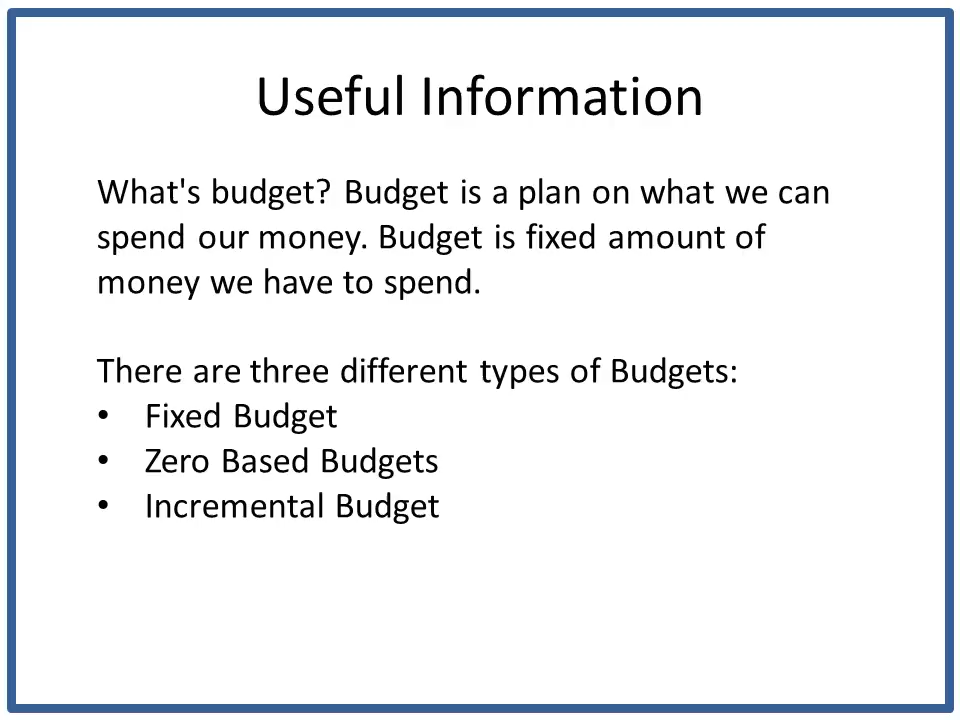 Useful Information
What's budget? Budget is a plan on what we can
spend our money. Budget is fixed amount of
money we have to spend.
There are three different types of Budgets:
• Fixed Budget
• Zero Based Budgets
• Incremental Budget